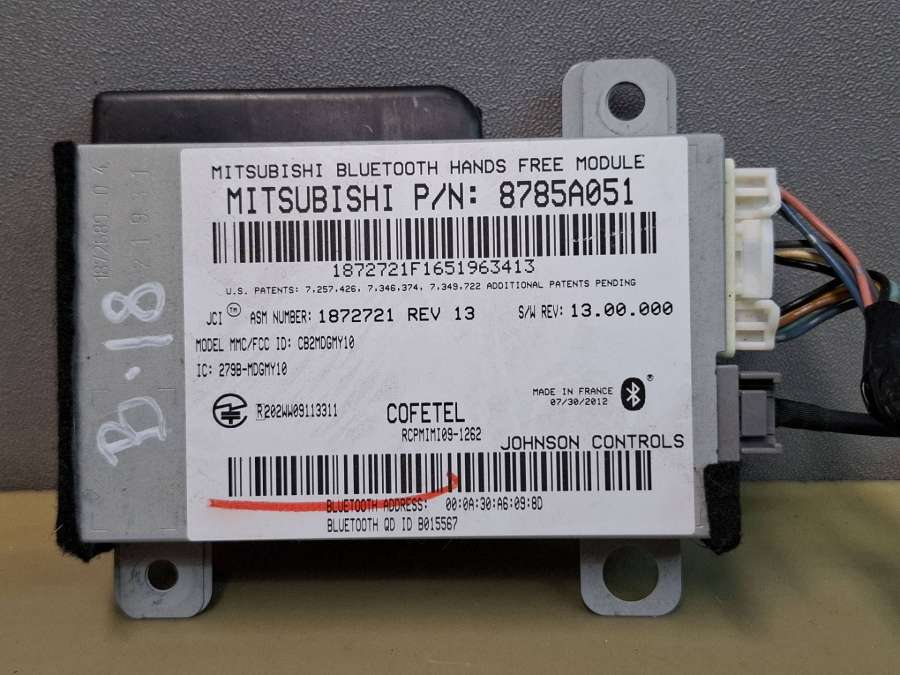 MITSUBISHI BLUETOOTH HANDS FREE MODULE
MITSUBISHI P/N: 8785A051
1872721F1651963413
U.S. PATENTS: 7,257,426, 7,346,374, 7,349,722 ADDITIONAL PATENTS PENDING
JCI TM ASM NUMBER: 1872721 REV 13 S/W REV: 13.00.000
MODEL MMC/FCC ID: CB2MDGMY10
IC: 279B-MDGMY10
R 202WW09113311
COFETEL
RCPMIMI09-1262
MADE IN FRANCE
07/30/2012
®
JOHNSON CONTROLS
BLUETOOTH ADDRESS: 00:0A:30:A6:09:8D
BLUETOOTH QD ID B015567
B.18